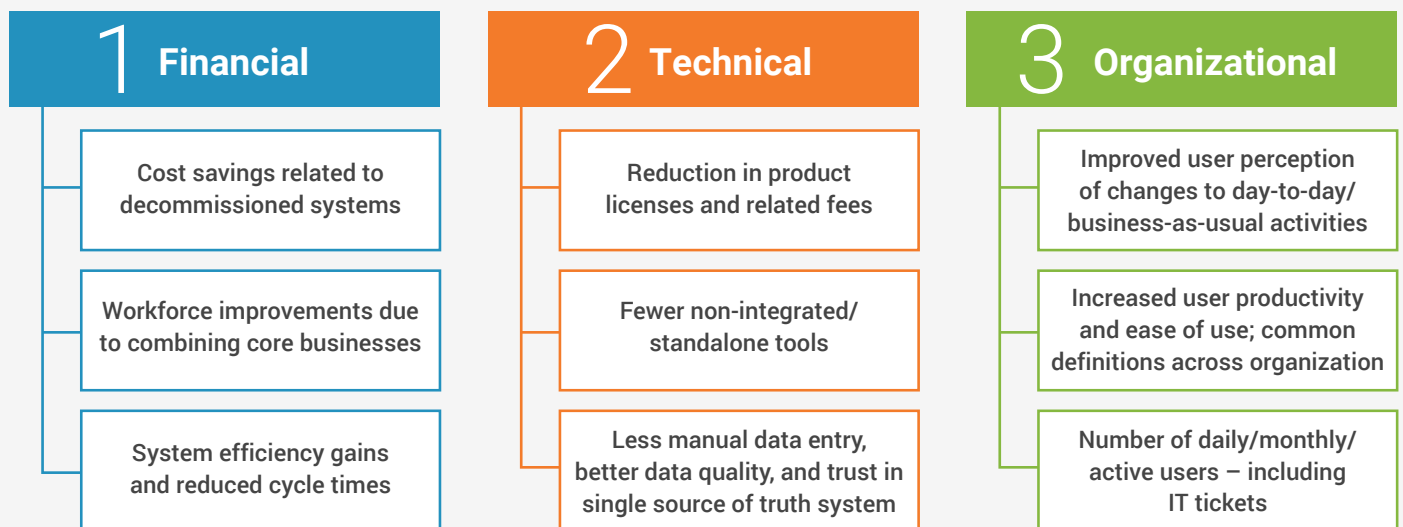 1 Financial
Cost savings related to
decommissioned systems
Workforce improvements due
to combining core businesses
System efficiency gains
and reduced cycle times
2 Technical
Reduction in product
licenses and related fees
Fewer non-integrated/
standalone tools
Less manual data entry,
better data quality, and trust in
single source of truth system
3 Organizational
Improved user perception
of changes to day-to-day/
business-as-usual activities
Increased user productivity
and ease of use; common
definitions across organization
Number of daily/monthly/
active users – including
IT tickets